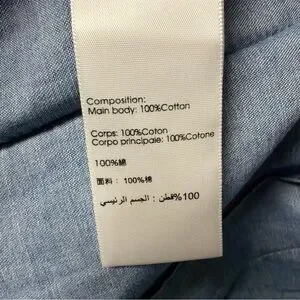 Composition:
Main body: 100%Cotton
Corps: 100%Coton
Corpo principale: 100%Cotone
100%綿
面料： 100%棉
100%قطن : الجسم الرئيسي